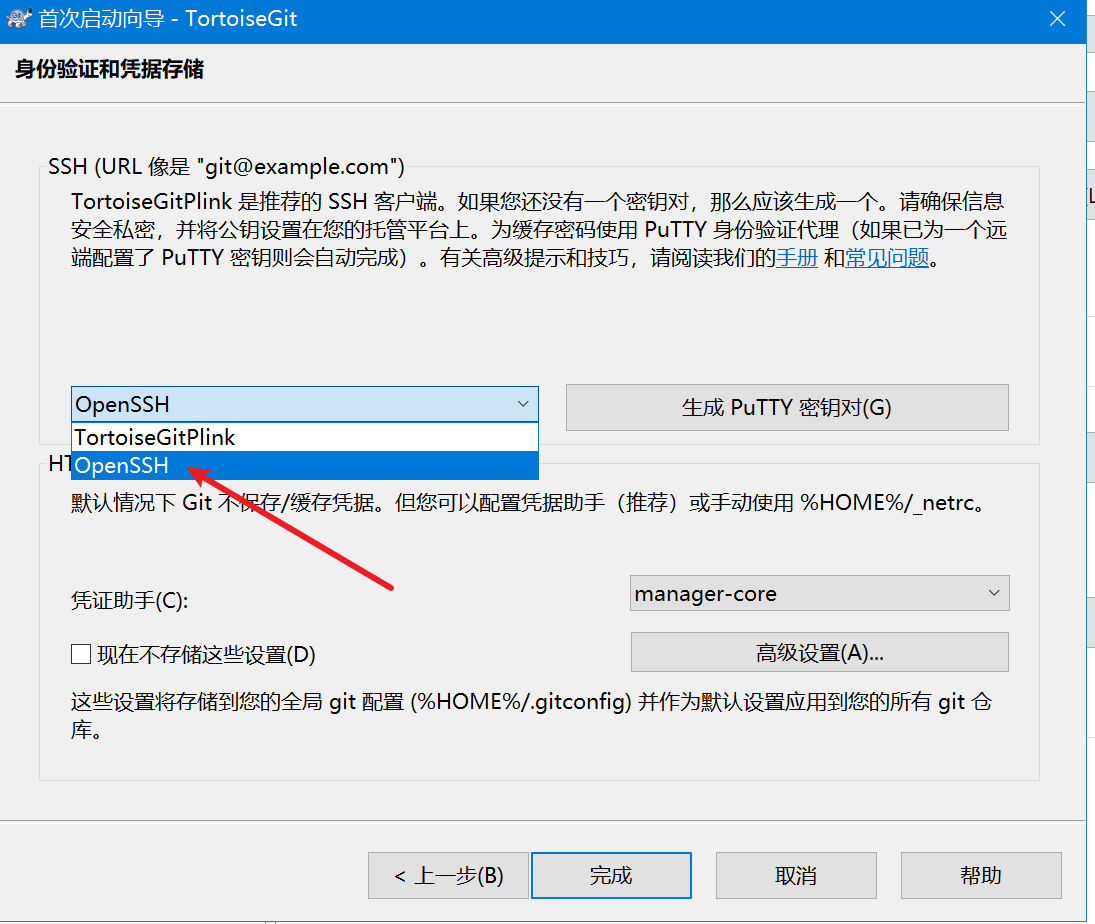 首次启动向导 - TortoiseGit
身份验证和凭据存储
SSH (URL 像是 "git@example.com")
TortoiseGitPlink 是推荐的 SSH 客户端。如果您还没有一个密钥对，那么应该生成一个。请确保信息
安全私密，并将公钥设置在您的托管平台上。为缓存密码使用 PuTTY 身份验证代理（如果已为一个远
端配置了 PuTTY 密钥则会自动完成）。有关高级提示和技巧，请阅读我们的手册 和常见问题。
OpenSSH
生成 PuTTY 密钥对(G)
TortoiseGitPlink
OpenSSH
默认情况下 Git 不保存/缓存凭据。但您可以配置凭据助手（推荐）或手动使用 %HOME%/_netrc。
凭证助手(C):
manager-core
现在不存储这些设置(D)
高级设置(A)...
这些设置将存储到您的全局 git 配置 (%HOME%/.gitconfig) 并作为默认设置应用到您的所有 git 仓
库。
< 上一步(B)
完成
取消
帮助